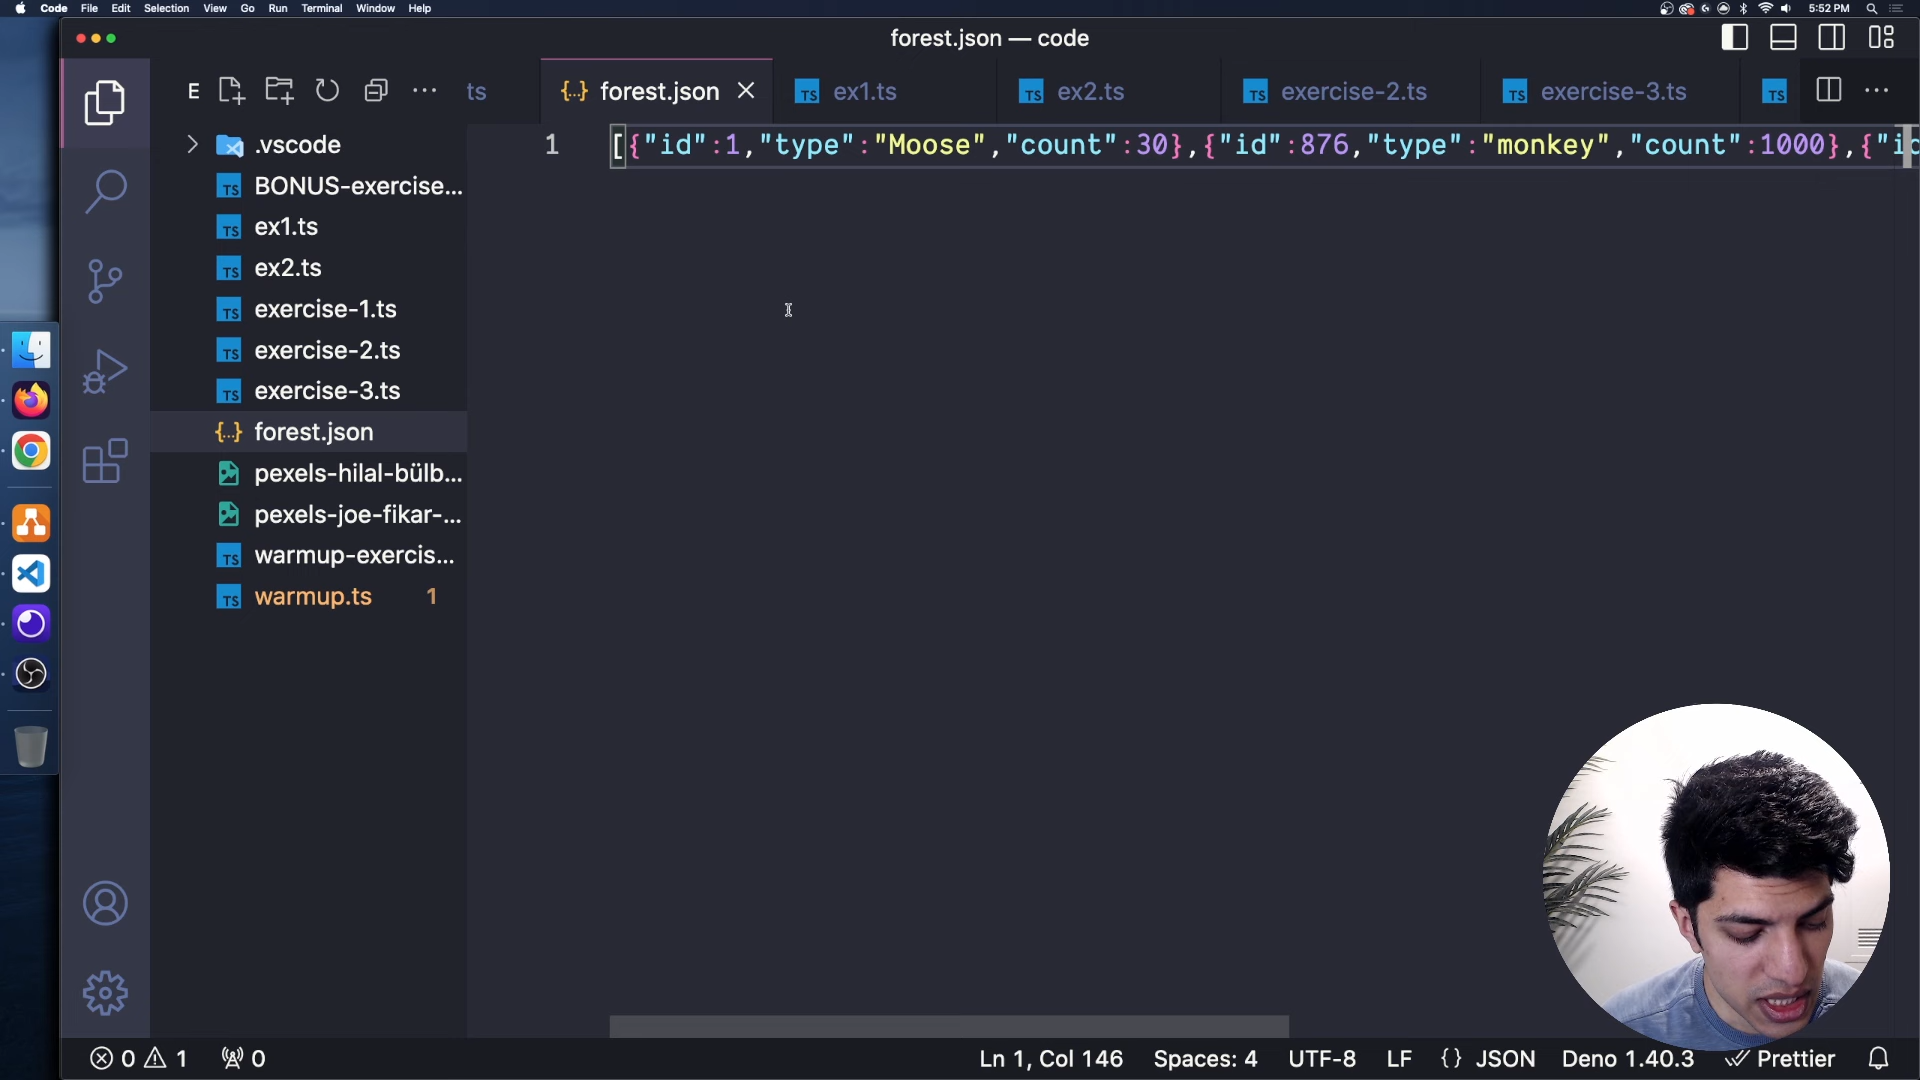 Code File Edit Selection View Go Run Terminal Window Help 5:52 PM
forest.json — code
E ts forest.json ex1.ts ex2.ts exercise-2.ts exercise-3.ts
1 [{"id":1,"type":"Moose","count":30},{"id":876,"type":"monkey","count":1000},{"id
.vscode
BONUS-exercise...
ex1.ts
ex2.ts
exercise-1.ts
exercise-2.ts
exercise-3.ts
forest.json
pexels-hilal-bülb...
pexels-joe-fikar-...
warmup-exercis...
warmup.ts 1
0 1 0 Ln 1, Col 146 Spaces: 4 UTF-8 LF {} JSON Deno 1.40.3 Prettier